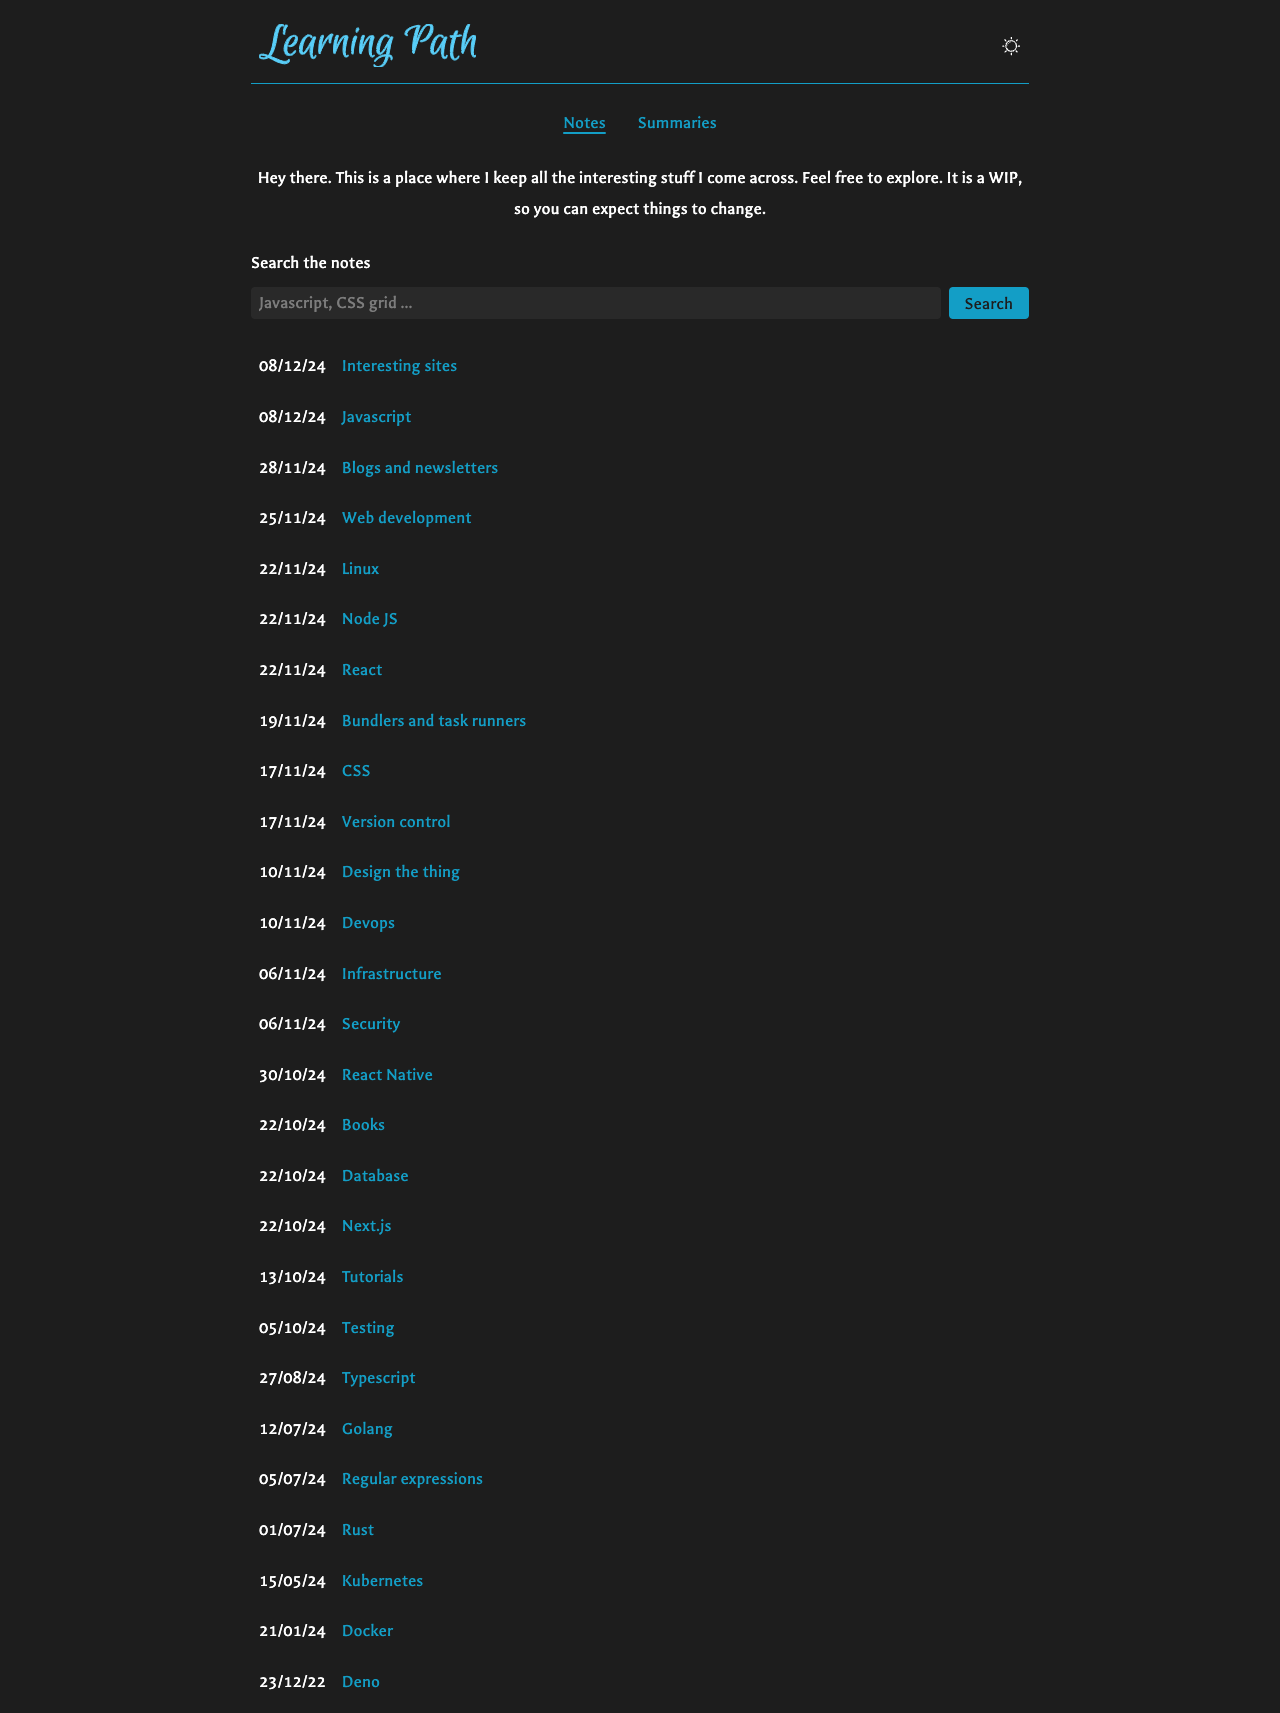 Learning Path
Notes Summaries
Hey there. This is a place where I keep all the interesting stuff I come across. Feel free to explore. It is a WIP,
so you can expect things to change.
Search the notes
Javascript, CSS grid ...
Search
08/12/24 Interesting sites
08/12/24 Javascript
28/11/24 Blogs and newsletters
25/11/24 Web development
22/11/24 Linux
22/11/24 Node JS
22/11/24 React
19/11/24 Bundlers and task runners
17/11/24 CSS
17/11/24 Version control
10/11/24 Design the thing
10/11/24 Devops
06/11/24 Infrastructure
06/11/24 Security
30/10/24 React Native
22/10/24 Books
22/10/24 Database
22/10/24 Next.js
13/10/24 Tutorials
05/10/24 Testing
27/08/24 Typescript
12/07/24 Golang
05/07/24 Regular expressions
01/07/24 Rust
15/05/24 Kubernetes
21/01/24 Docker
23/12/22 Deno